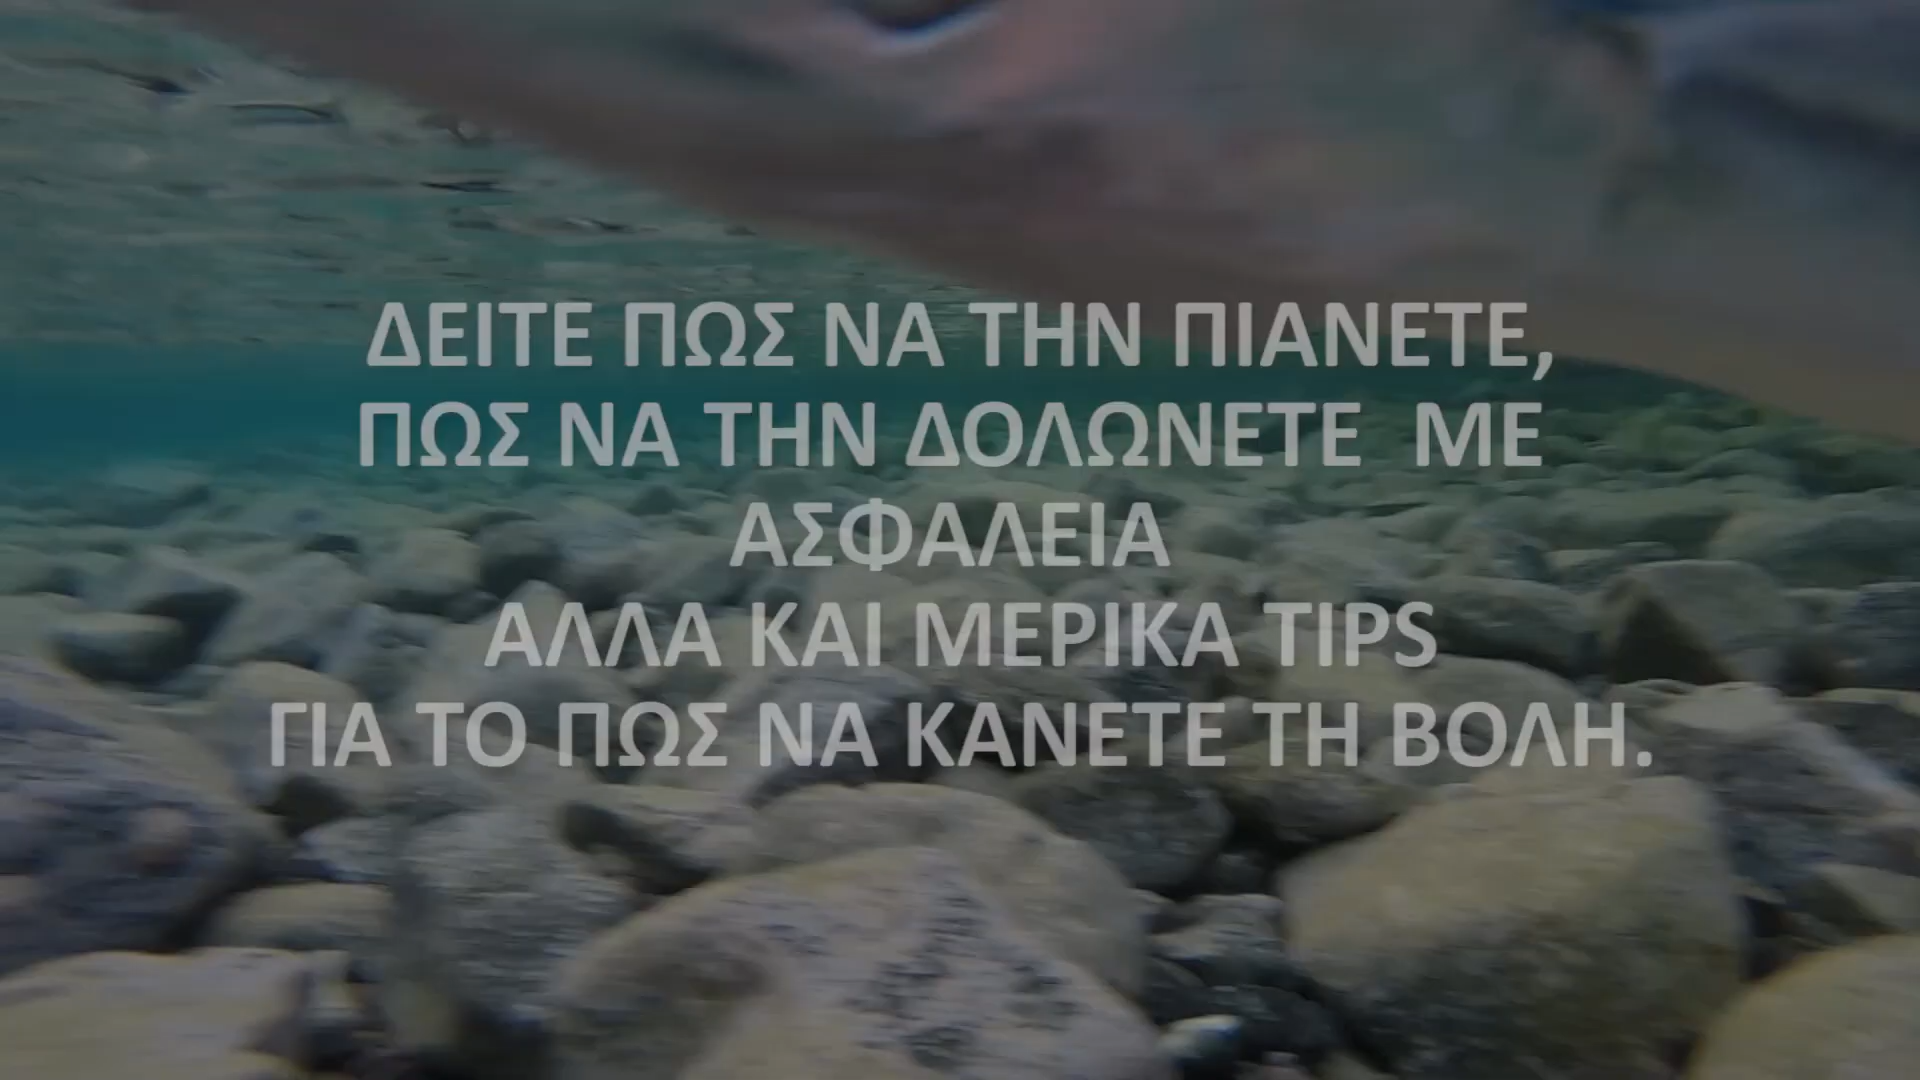 ΔΕΙΤΕ ΠΩΣ ΝΑ ΤΗΝ ΠΙΑΝΕΤΕ,
ΠΩΣ ΝΑ ΤΗΝ ΔΟΛΩΝΕΤΕ ΜΕ
ΑΣΦΑΛΕΙΑ
ΑΛΛΑ ΚΑΙ ΜΕΡΙΚΑ TIPS
ΓΙΑ ΤΟ ΠΩΣ ΝΑ ΚΑΝΕΤΕ ΤΗ ΒΟΛΗ.